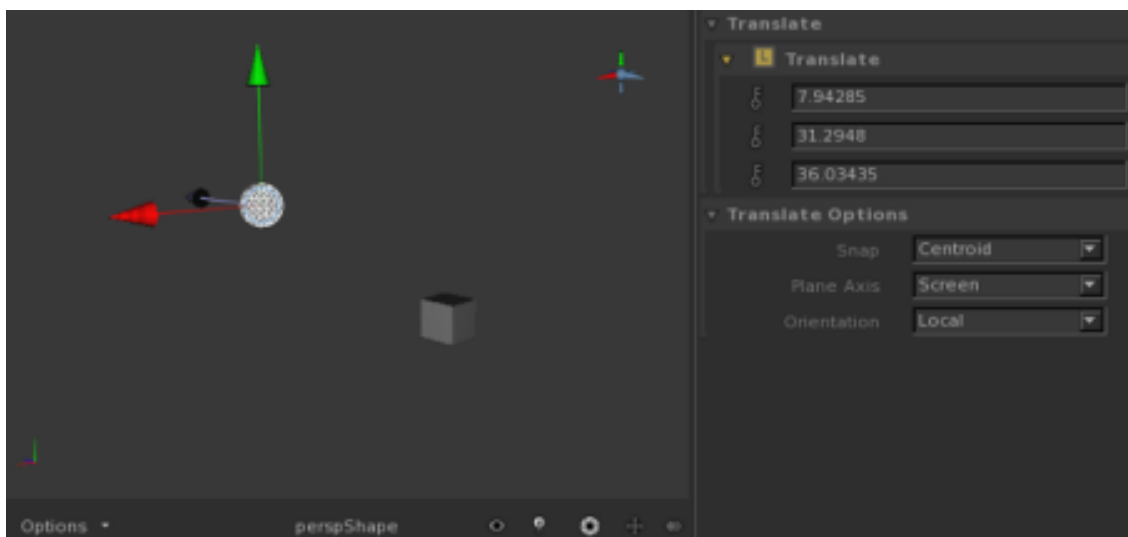 Translate
L Translate
7.94285
31.2948
36.03435
Translate Options
Snap Centroid
Plane Axis Screen
Orientation Local
Options perspShape